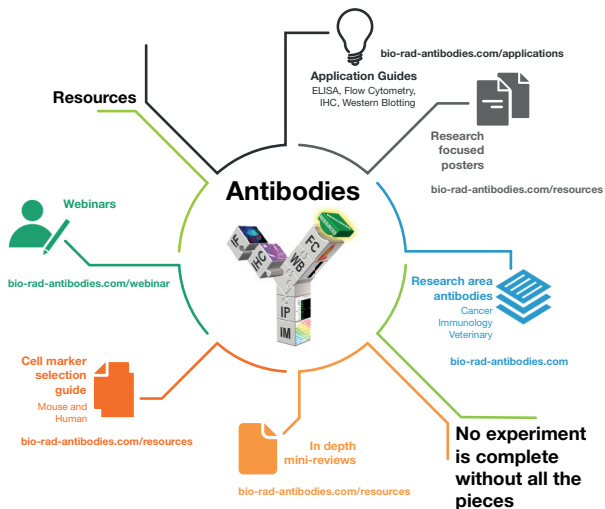 bio-rad-antibodies.com/applications
Application Guides
ELISA, Flow Cytometry,
IHC, Western Blotting
Resources
Research
focused
posters
bio-rad-antibodies.com/resources
Antibodies
Webinars
bio-rad-antibodies.com/webinar
IF
IHC
FC
WB
IP
IM
Research area
antibodies
Cancer
Immunology
Veterinary
bio-rad-antibodies.com
Cell marker
selection
guide
Mouse and
Human
bio-rad-antibodies.com/resources
In depth
mini-reviews
bio-rad-antibodies.com/resources
No experiment
is complete
without all the
pieces